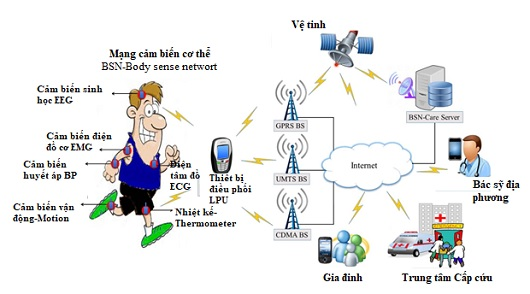 Vệ tinh
Mạng cảm biến cơ thể
BSN-Body sense networt
Cảm biến sinh
học EEG
Cảm biến điện
đồ cơ EMG
Cảm biến
huyết áp BP
Điện
tâm đồ
ECG
Cảm biến vận
động-Motion
Nhiệt kế-
Thermometer
Thiết bị
điều phối
LPU
GPRS BS
UMTS BS
CDMA BS
Internet
BSN-Care Server
Bác sỹ địa
phương
Gia đình
Trung tâm Cấp cứu